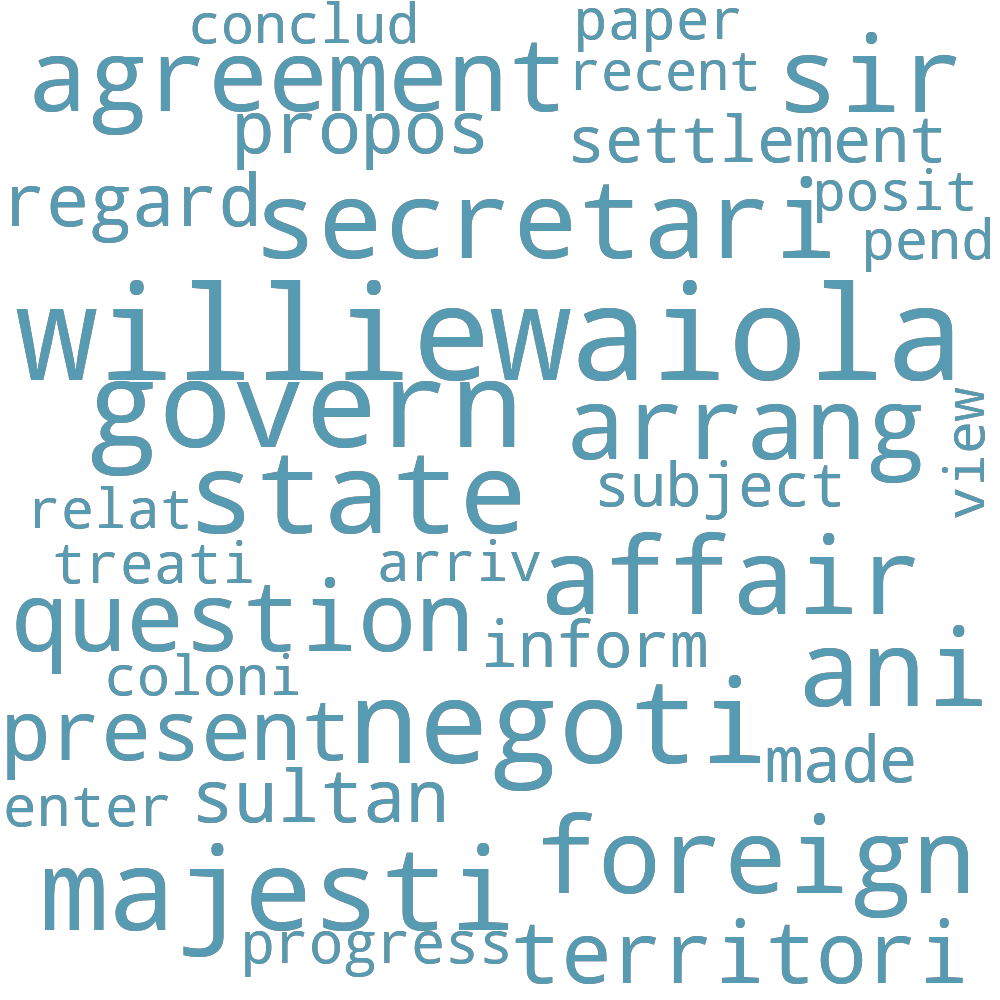 conclud paper
agreement recent sir
propos settlement
regard secretari posit
pend
williewaiola
govern arrang view
state subject
relat
treati arriv affair
question inform
coloni ani
present negoti made
enter sultan
majesti foreign
progress territori